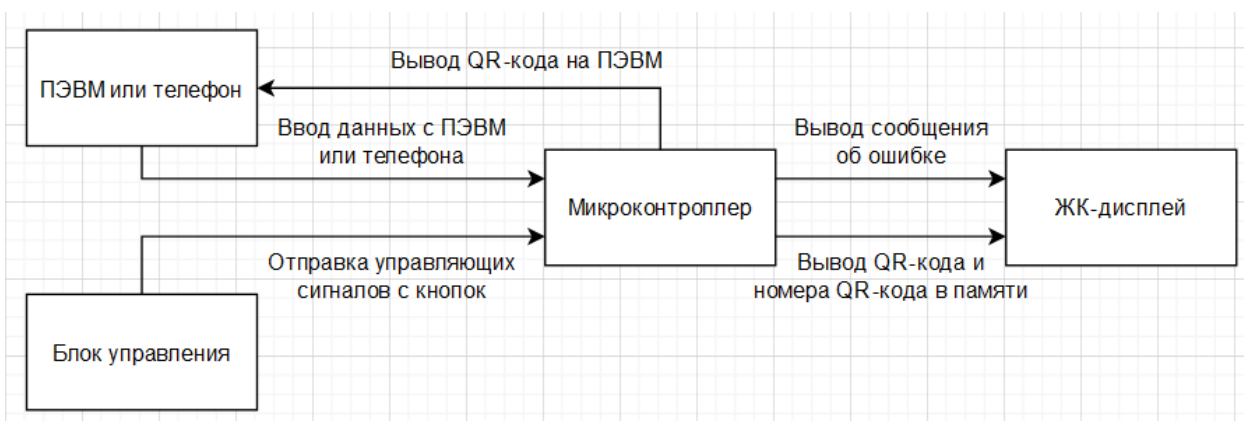 Вывод QR-кода на ПЭВМ
ПЭВМ или телефон
Ввод данных с ПЭВМ
или телефона
Вывод сообщения
об ошибке
Микроконтроллер
ЖК-дисплей
Отправка управляющих
сигналов с кнопок
Вывод QR-кода и
номера QR-кода в памяти
Блок управления